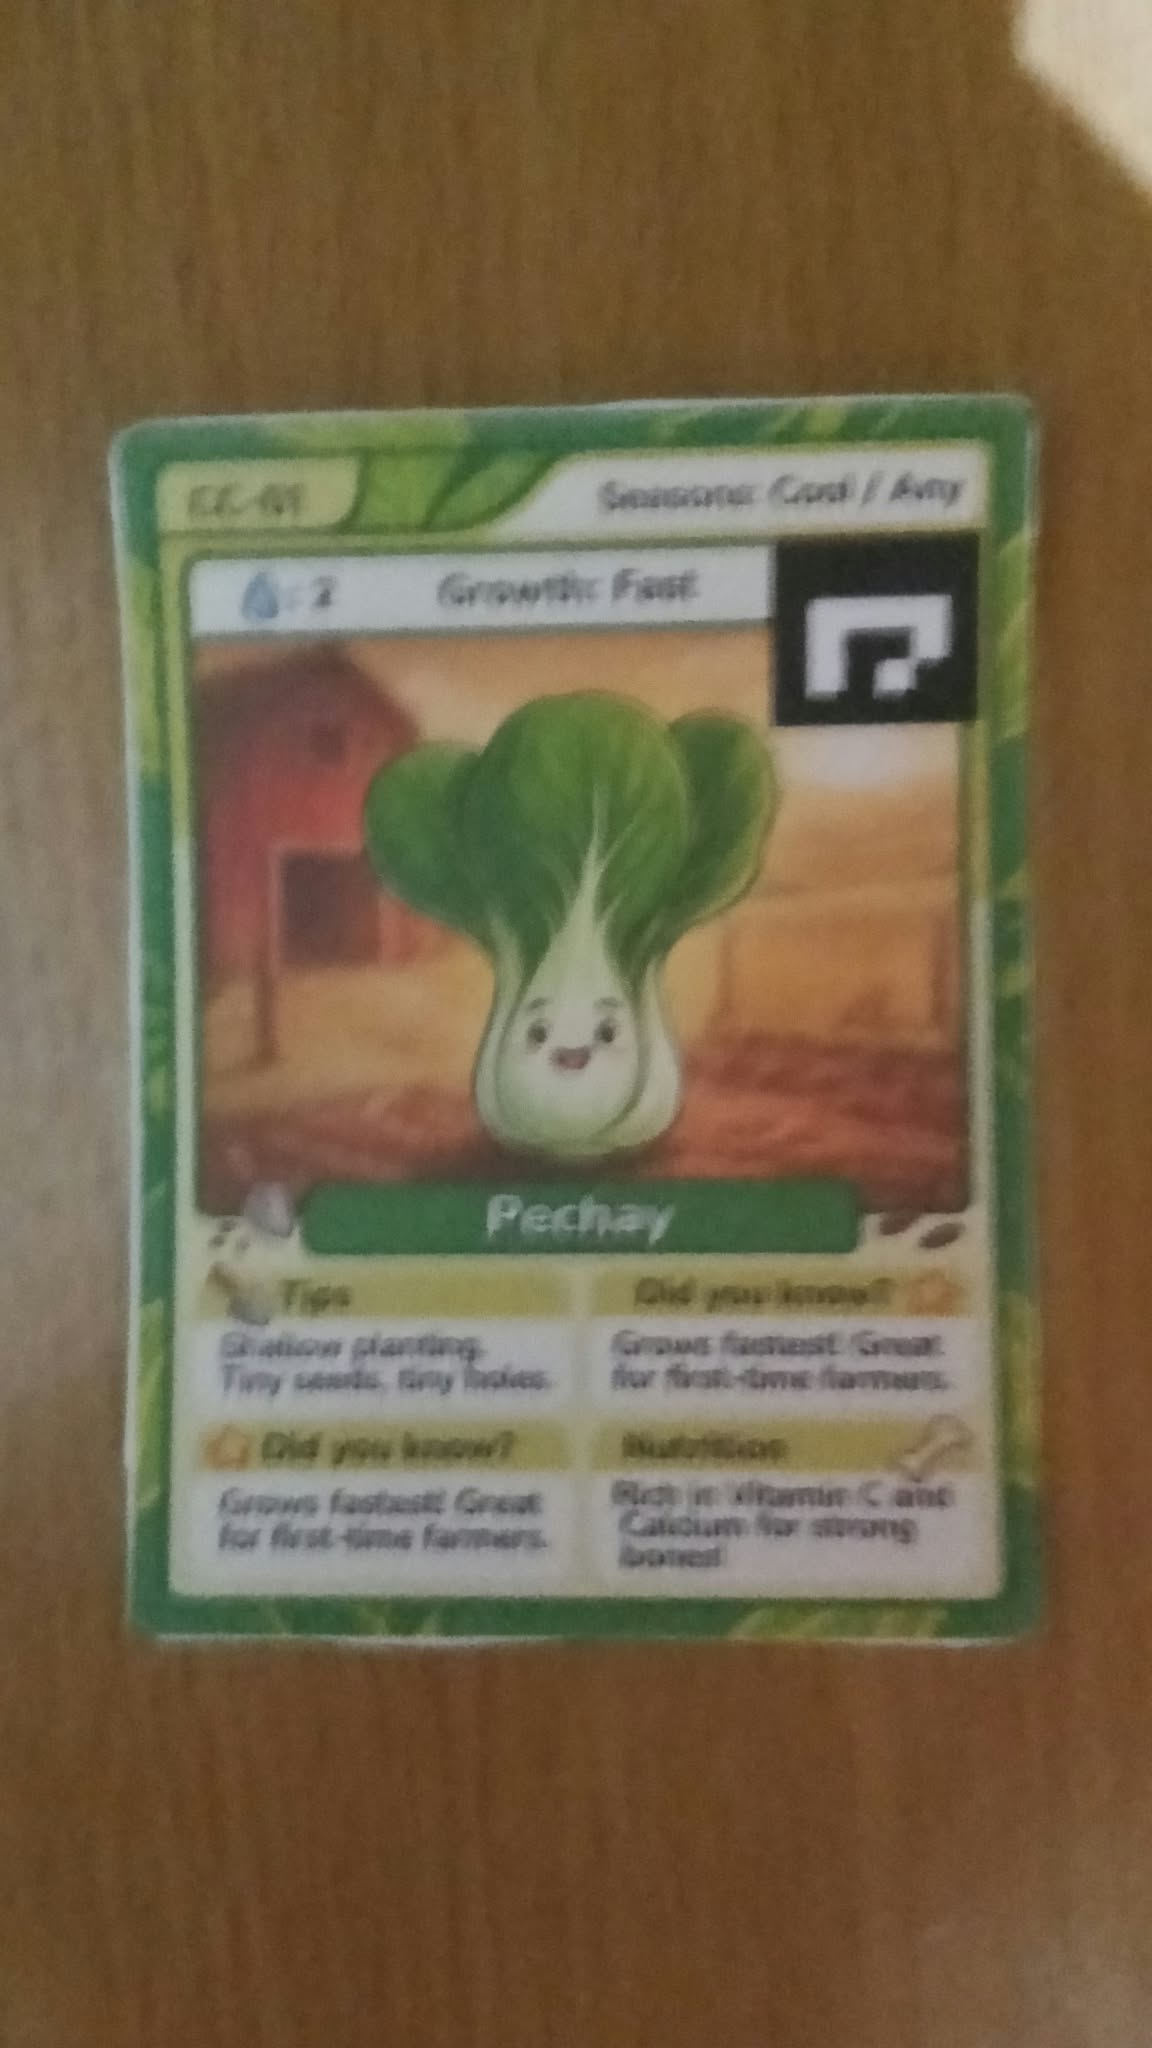 Seasons: Cool / Any
: 2
Growth: Fast
Pechay
Tips
Shallow planting.
Tiny seeds, tiny holes.
Did you know?
Grows fastest! Great
for first-time farmers.
Did you know?
Grows fastest! Great
for first-time farmers.
Nutrition
Rich in Vitamin C and
Calcium for strong
bones!